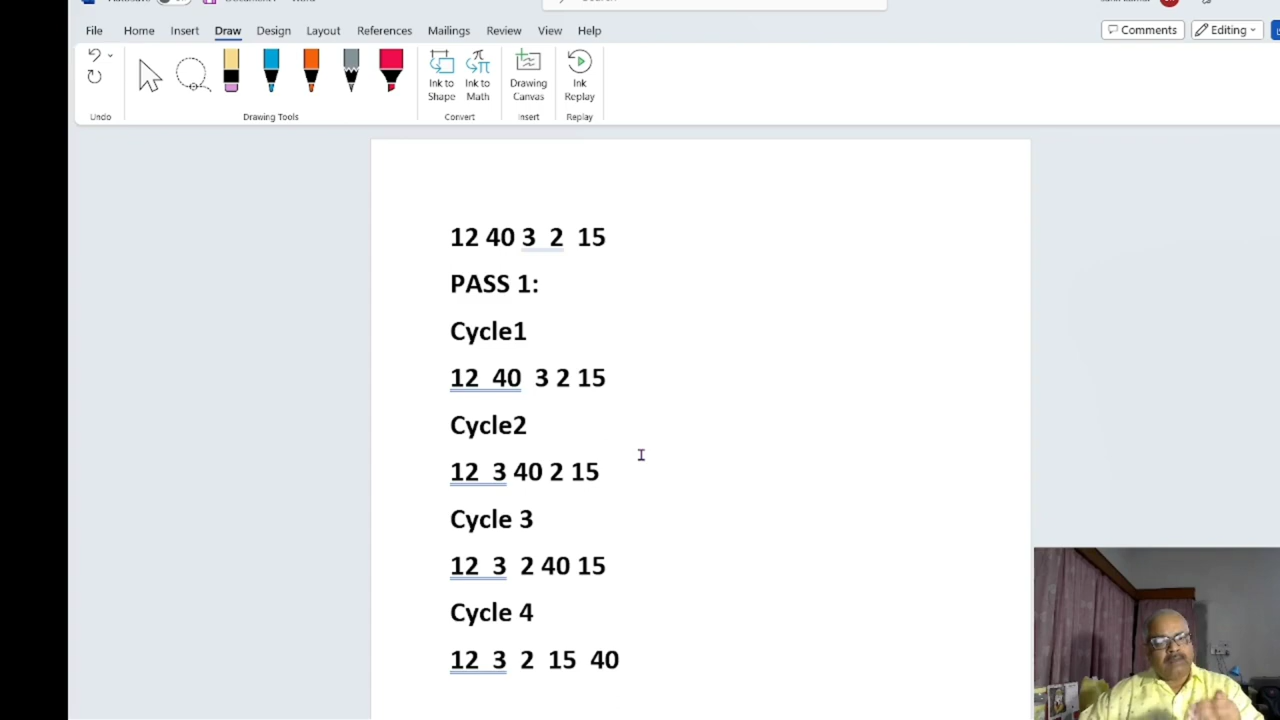 File Home Insert Draw Design Layout References Mailings Review View Help
Comments Editing
Ink to Shape
Ink to Math
Drawing Canvas
Ink Replay
Undo Drawing Tools Convert Insert Replay
12 40 3 2 15
PASS 1:
Cycle1
12 40 3 2 15
Cycle2
12 3 40 2 15
Cycle 3
12 3 2 40 15
Cycle 4
12 3 2 15 40